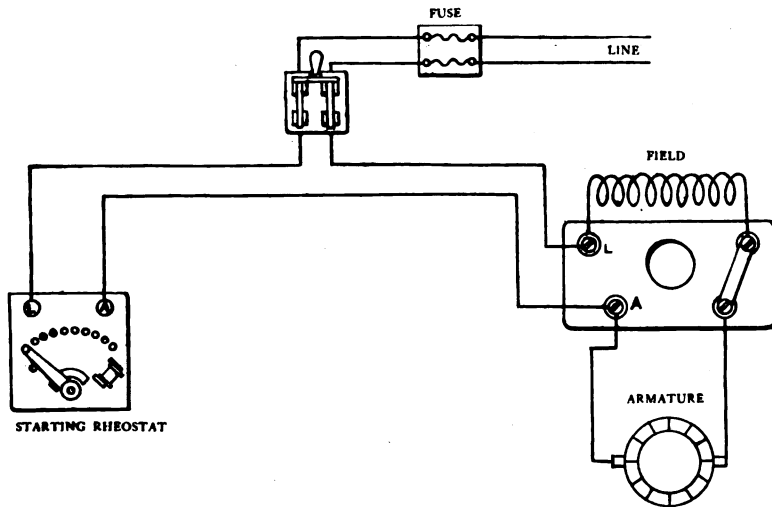 FUSE
LINE
FIELD
L
A
L
A
STARTING RHEOSTAT
ARMATURE